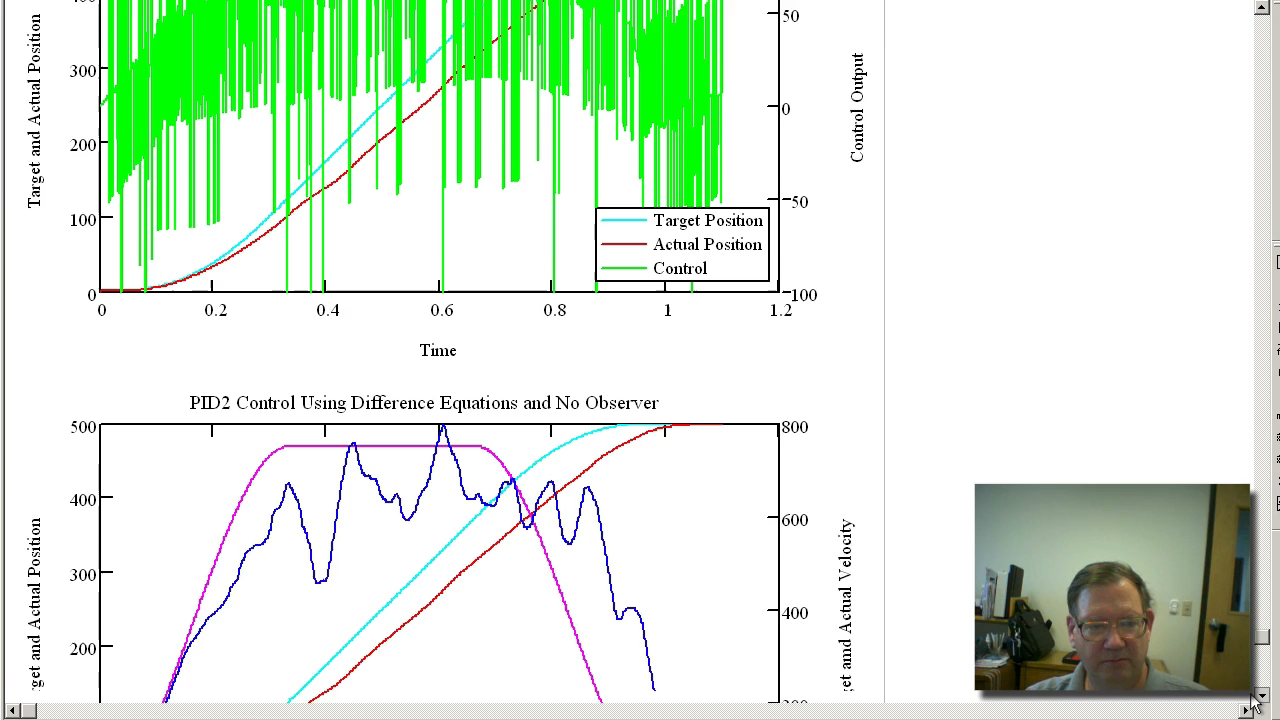 Target and Actual Position
300
200
100
0
50
0
-50
-100
Control Output
Target Position
Actual Position
Control
0
0.2
0.4
0.6
0.8
1
1.2
Time
PID2 Control Using Difference Equations and No Observer
500
400
300
200
800
600
400
get and Actual Position
get amd Actual Velocity